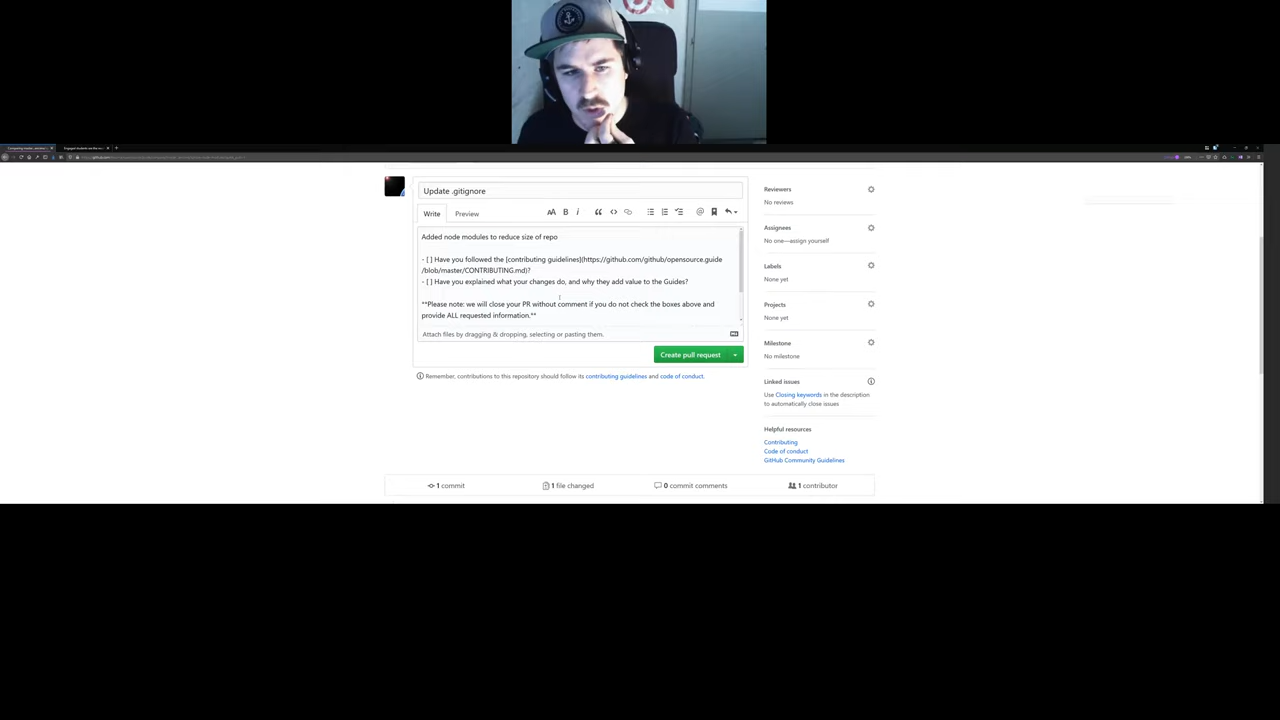 Update .gitignore
Write
Preview
Added node modules to reduce size of repo
- [ ] Have you followed the [contributing guidelines](https://github.com/github/opensource.guide
/blob/master/CONTRIBUTING.md)?
- [ ] Have you explained what your changes do, and why they add value to the Guides?
**Please note: we will close your PR without comment if you do not check the boxes above and
provide ALL requested information.**
Attach files by dragging & dropping, selecting or pasting them.
Create pull request
Remember, contributions to this repository should follow its contributing guidelines and code of conduct.
Reviewers
No reviews
Assignees
No one—assign yourself
Labels
None yet
Projects
None yet
Milestone
No milestone
Linked issues
Use Closing keywords in the description
to automatically close issues
Helpful resources
Contributing
Code of conduct
GitHub Community Guidelines
1 commit
1 file changed
0 commit comments
1 contributor